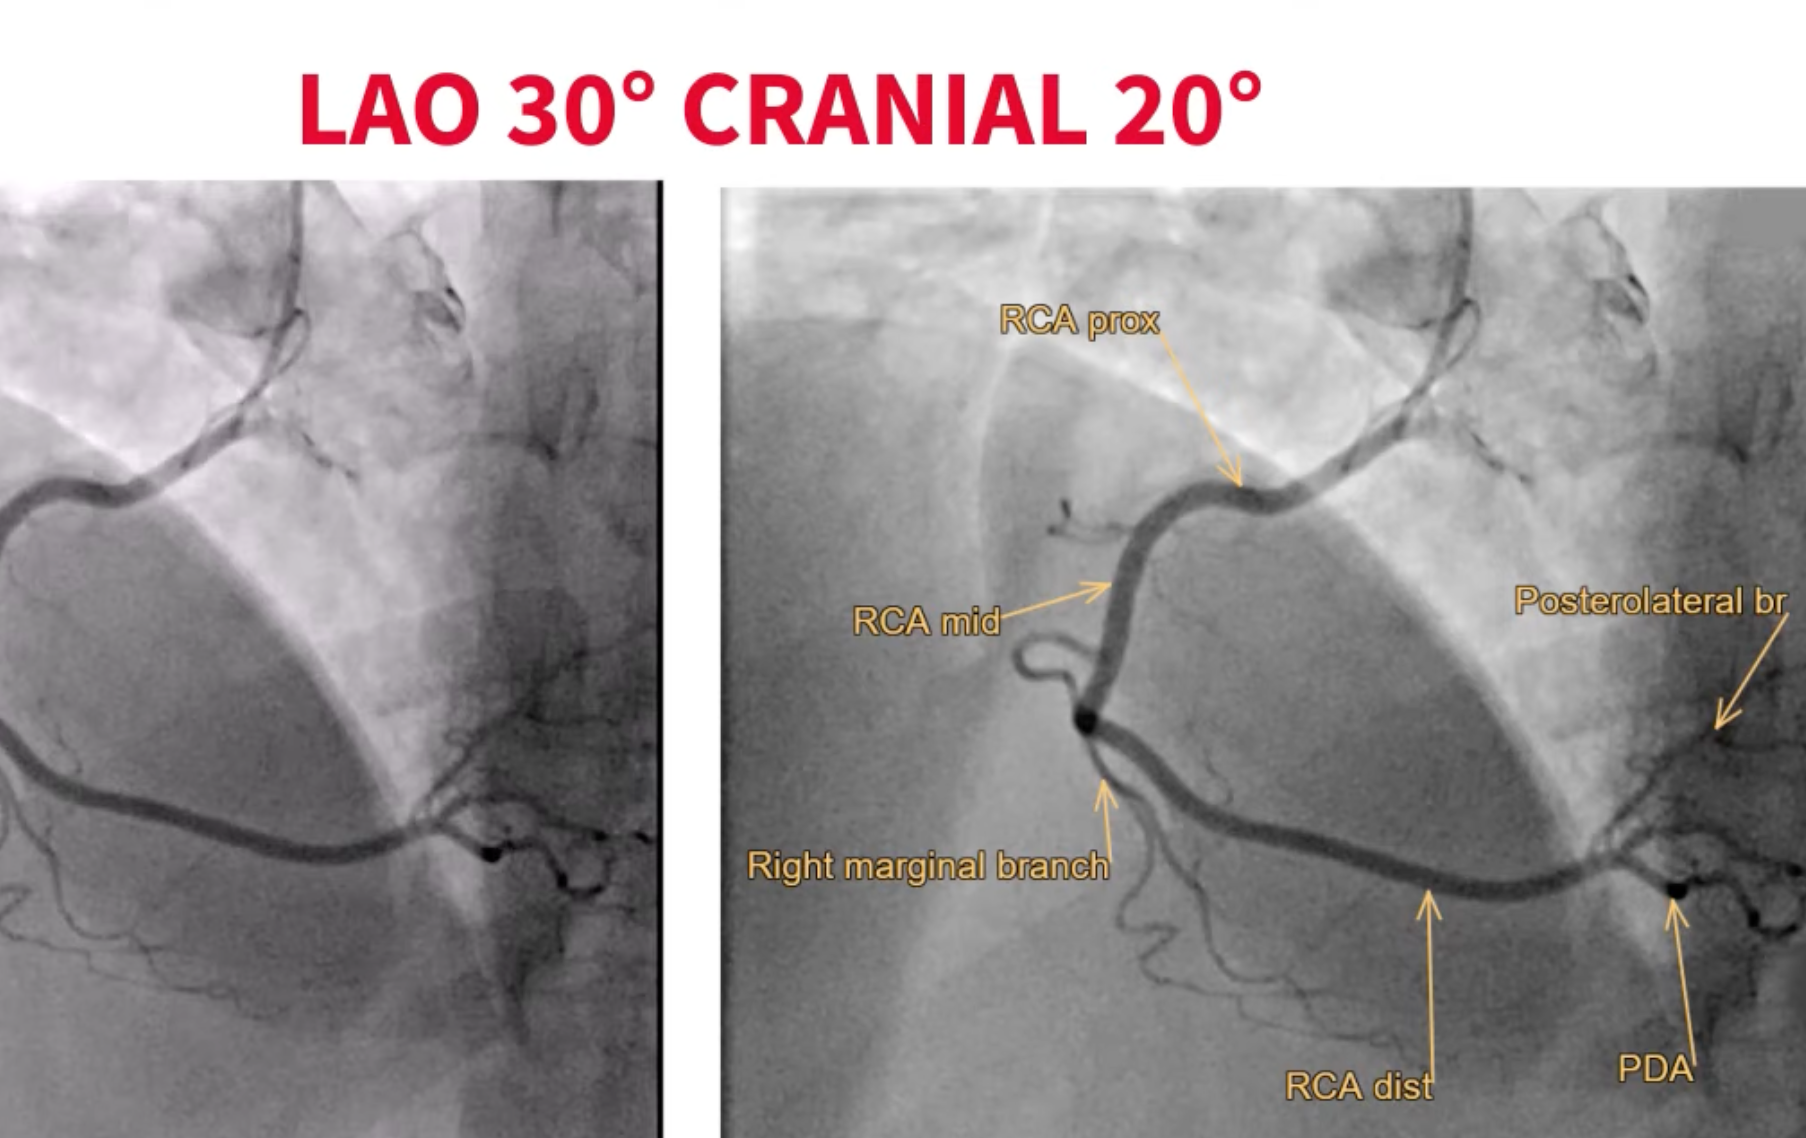 LAO 30° CRANIAL 20°
RCA prox
RCA mid
Posterolateral br
Right marginal branch
RCA dist
PDA